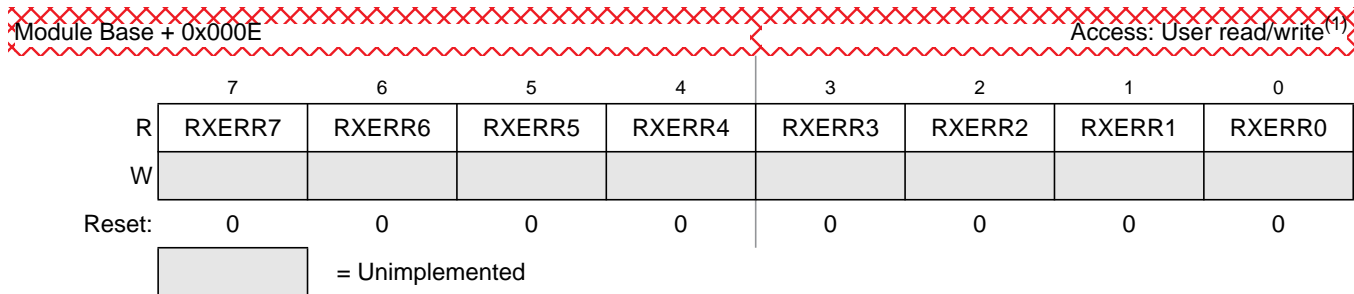 Module Base + 0x000E Access: User read/write(1)
7 6 5 4 3 2 1 0
R RXERR7 RXERR6 RXERR5 RXERR4 RXERR3 RXERR2 RXERR1 RXERR0
W
Reset: 0 0 0 0 0 0 0 0
= Unimplemented